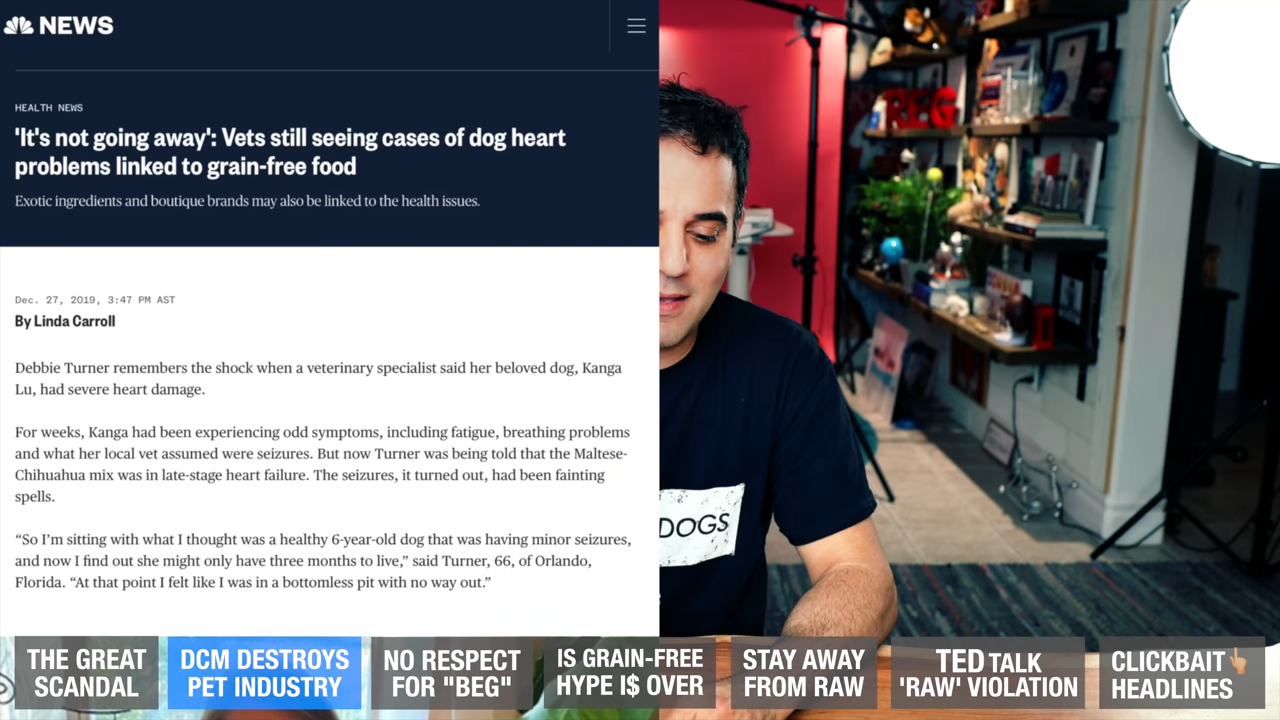 NEWS
HEALTH NEWS
'It's not going away': Vets still seeing cases of dog heart
problems linked to grain-free food
Exotic ingredients and boutique brands may also be linked to the health issues.
Dec. 27, 2019, 3:47 PM AST
By Linda Carroll
Debbie Turner remembers the shock when a veterinary specialist said her beloved dog, Kanga
Lu, had severe heart damage.
For weeks, Kanga had been experiencing odd symptoms, including fatigue, breathing problems
and what her local vet assumed were seizures. But now Turner was being told that the Maltese-
Chihuahua mix was in late-stage heart failure. The seizures, it turned out, had been fainting
spells.
“So I’m sitting with what I thought was a healthy 6-year-old dog that was having minor seizures,
and now I find out she might only have three months to live,” said Turner, 66, of Orlando,
Florida. “At that point I felt like I was in a bottomless pit with no way out.”
BEG
DOGS
THE GREAT
SCANDAL
DCM DESTROYS
PET INDUSTRY
NO RESPECT
FOR "BEG"
IS GRAIN-FREE
HYPE I$ OVER
STAY AWAY
FROM RAW
TED TALK
'RAW' VIOLATION
CLICKBAIT
HEADLINES